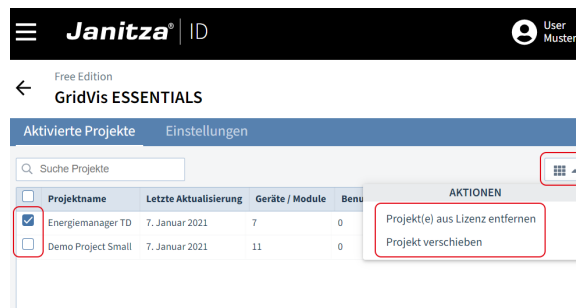 Janitza® | ID
User
Muster
Free Edition
GridVis ESSENTIALS
Aktivierte Projekte Einstellungen
Suche Projekte
Projektname Letzte Aktualisierung Geräte / Module Benu
AKTIONEN
Energiemanager TD 7. Januar 2021 7 0
Projekt(e) aus Lizenz entfernen
Demo Project Small 7. Januar 2021 11 0
Projekt verschieben